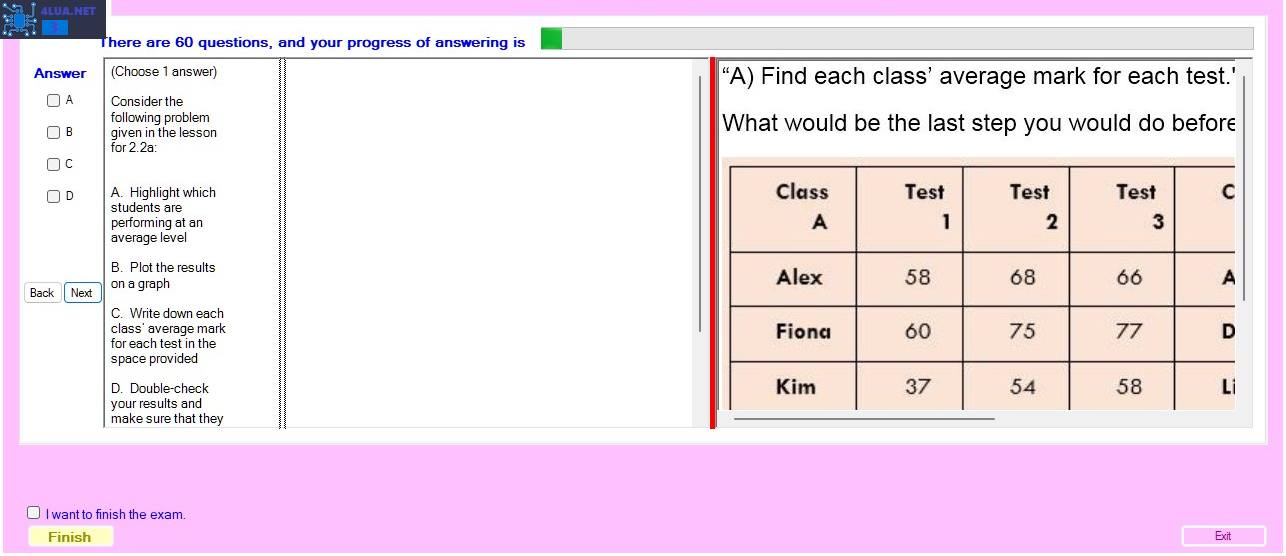 4LUA.NET
There are 60 questions, and your progress of answering is
Answer
A
B
C
D
Back
Next
(Choose 1 answer)
Consider the
following problem
given in the lesson
for 2.2a:
A. Highlight which
students are
performing at an
average level
B. Plot the results
on a graph
C. Write down each
class' average mark
for each test in the
space provided
D. Double-check
your results and
make sure that they
“A) Find each class’ average mark for each test."
What would be the last step you would do before
Class A Test 1 Test 2 Test 3 C
Alex 58 68 66 A
Fiona 60 75 77 D
Kim 37 54 58 Li
I want to finish the exam.
Finish
Exit